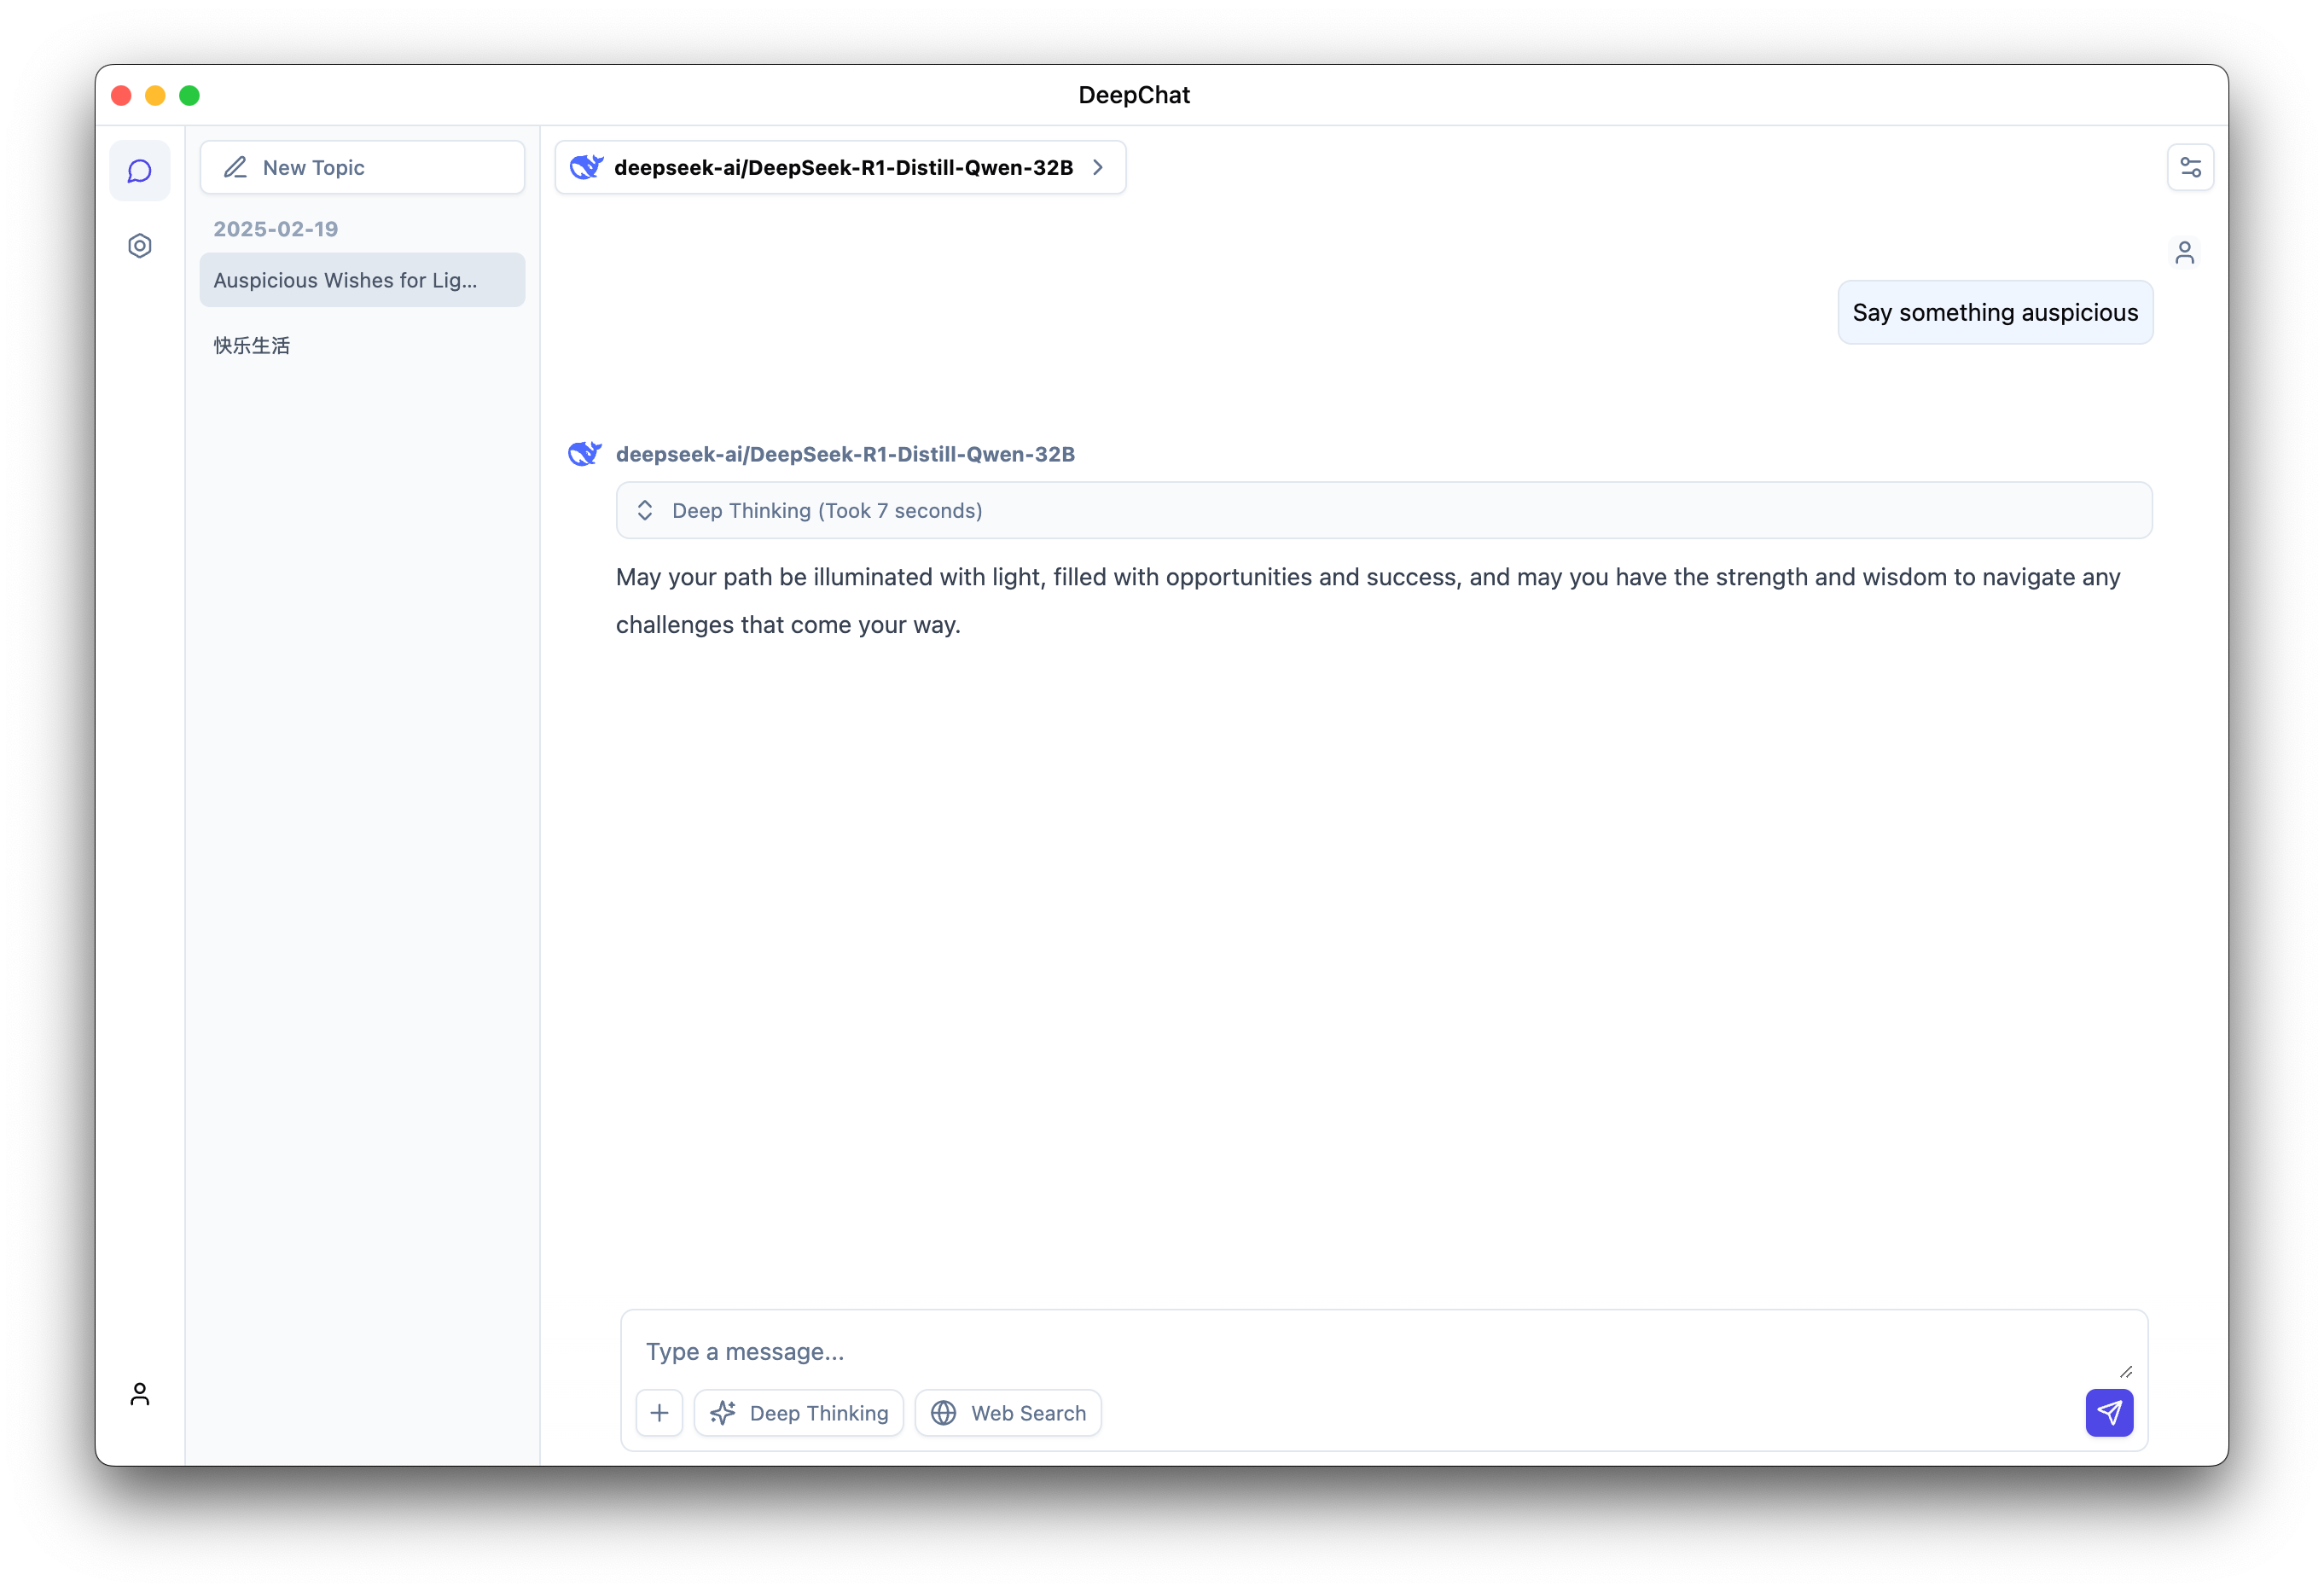 DeepChat
New Topic
2025-02-19
Auspicious Wishes for Lig...
快乐生活
deepseek-ai/DeepSeek-R1-Distill-Qwen-32B
Say something auspicious
deepseek-ai/DeepSeek-R1-Distill-Qwen-32B
Deep Thinking (Took 7 seconds)
May your path be illuminated with light, filled with opportunities and success, and may you have the strength and wisdom to navigate any
challenges that come your way.
Type a message...
Deep Thinking
Web Search